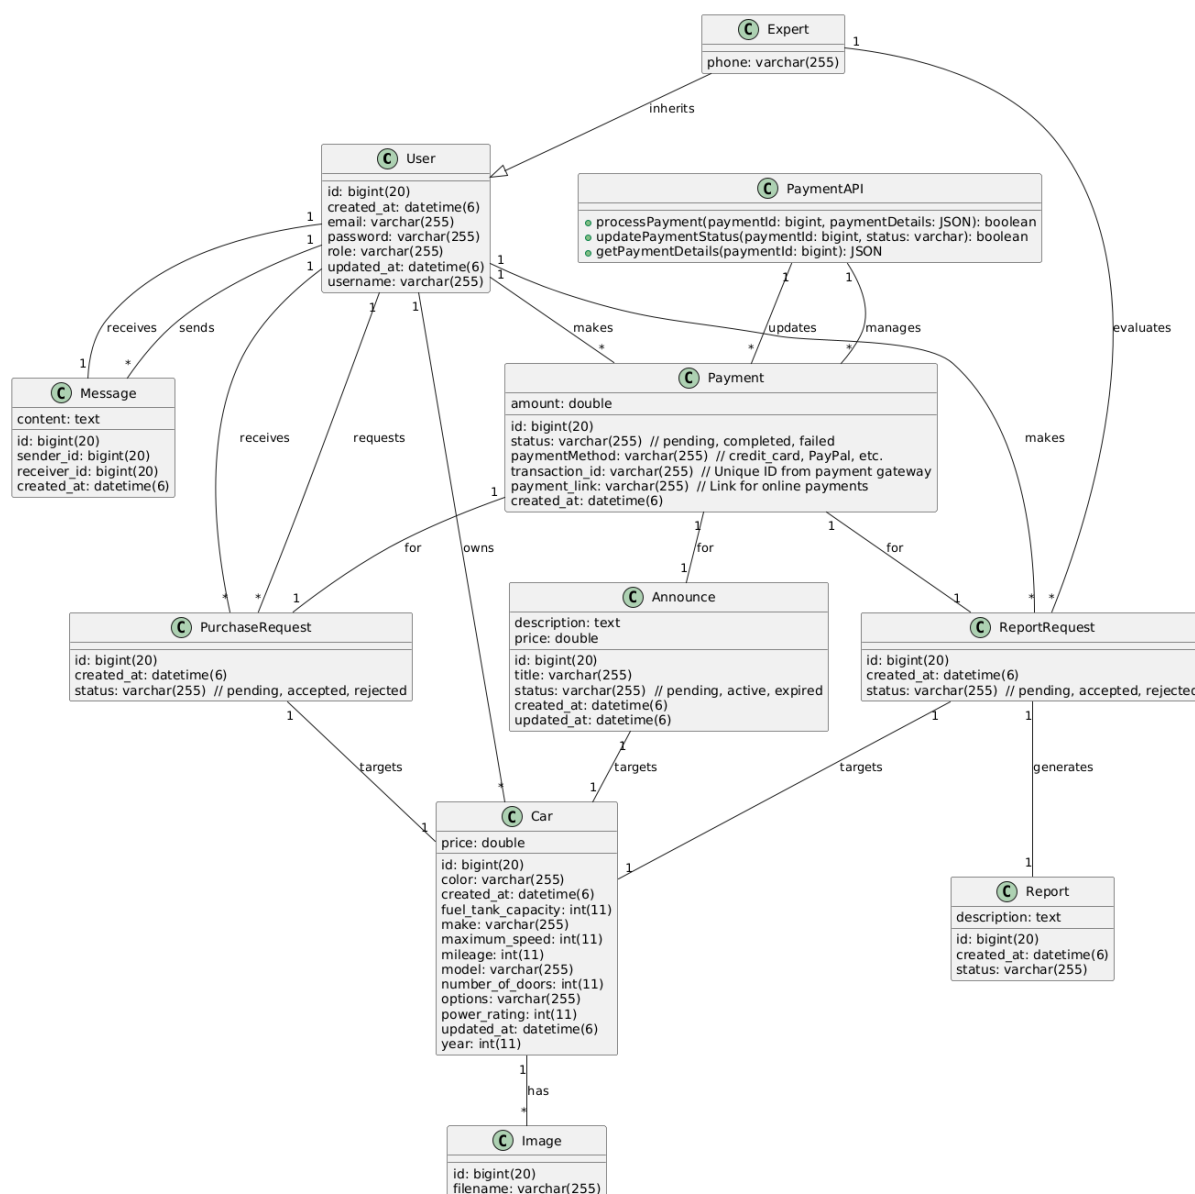 C Expert
phone: varchar(255)
1
inherits
C User
id: bigint(20)
created_at: datetime(6)
email: varchar(255)
password: varchar(255)
role: varchar(255)
updated_at: datetime(6)
username: varchar(255)
C PaymentAPI
processPayment(paymentId: bigint, paymentDetails: JSON): boolean
updatePaymentStatus(paymentId: bigint, status: varchar): boolean
getPaymentDetails(paymentId: bigint): JSON
1
1
1
1
1
1
1
1
1
receives
sends
makes
updates
manages
evaluates
1
*
*
*
*
C Message
content: text
id: bigint(20)
sender_id: bigint(20)
receiver_id: bigint(20)
created_at: datetime(6)
C Payment
amount: double
id: bigint(20)
status: varchar(255) // pending, completed, failed
paymentMethod: varchar(255) // credit_card, PayPal, etc.
transaction_id: varchar(255) // Unique ID from payment gateway
payment_link: varchar(255) // Link for online payments
created_at: datetime(6)
receives
requests
makes
1
1
1
for
owns
for
for
*
*
1
1
1
*
*
C PurchaseRequest
id: bigint(20)
created_at: datetime(6)
status: varchar(255) // pending, accepted, rejected
C Announce
description: text
price: double
id: bigint(20)
title: varchar(255)
status: varchar(255) // pending, active, expired
created_at: datetime(6)
updated_at: datetime(6)
C ReportRequest
id: bigint(20)
created_at: datetime(6)
status: varchar(255) // pending, accepted, rejected
1
1
1
1
targets
targets
targets
generates
*
1
1
1
1
C Car
price: double
id: bigint(20)
color: varchar(255)
created_at: datetime(6)
fuel_tank_capacity: int(11)
make: varchar(255)
maximum_speed: int(11)
mileage: int(11)
model: varchar(255)
number_of_doors: int(11)
options: varchar(255)
power_rating: int(11)
updated_at: datetime(6)
year: int(11)
C Report
description: text
id: bigint(20)
created_at: datetime(6)
status: varchar(255)
1
has
*
C Image
id: bigint(20)
filename: varchar(255)